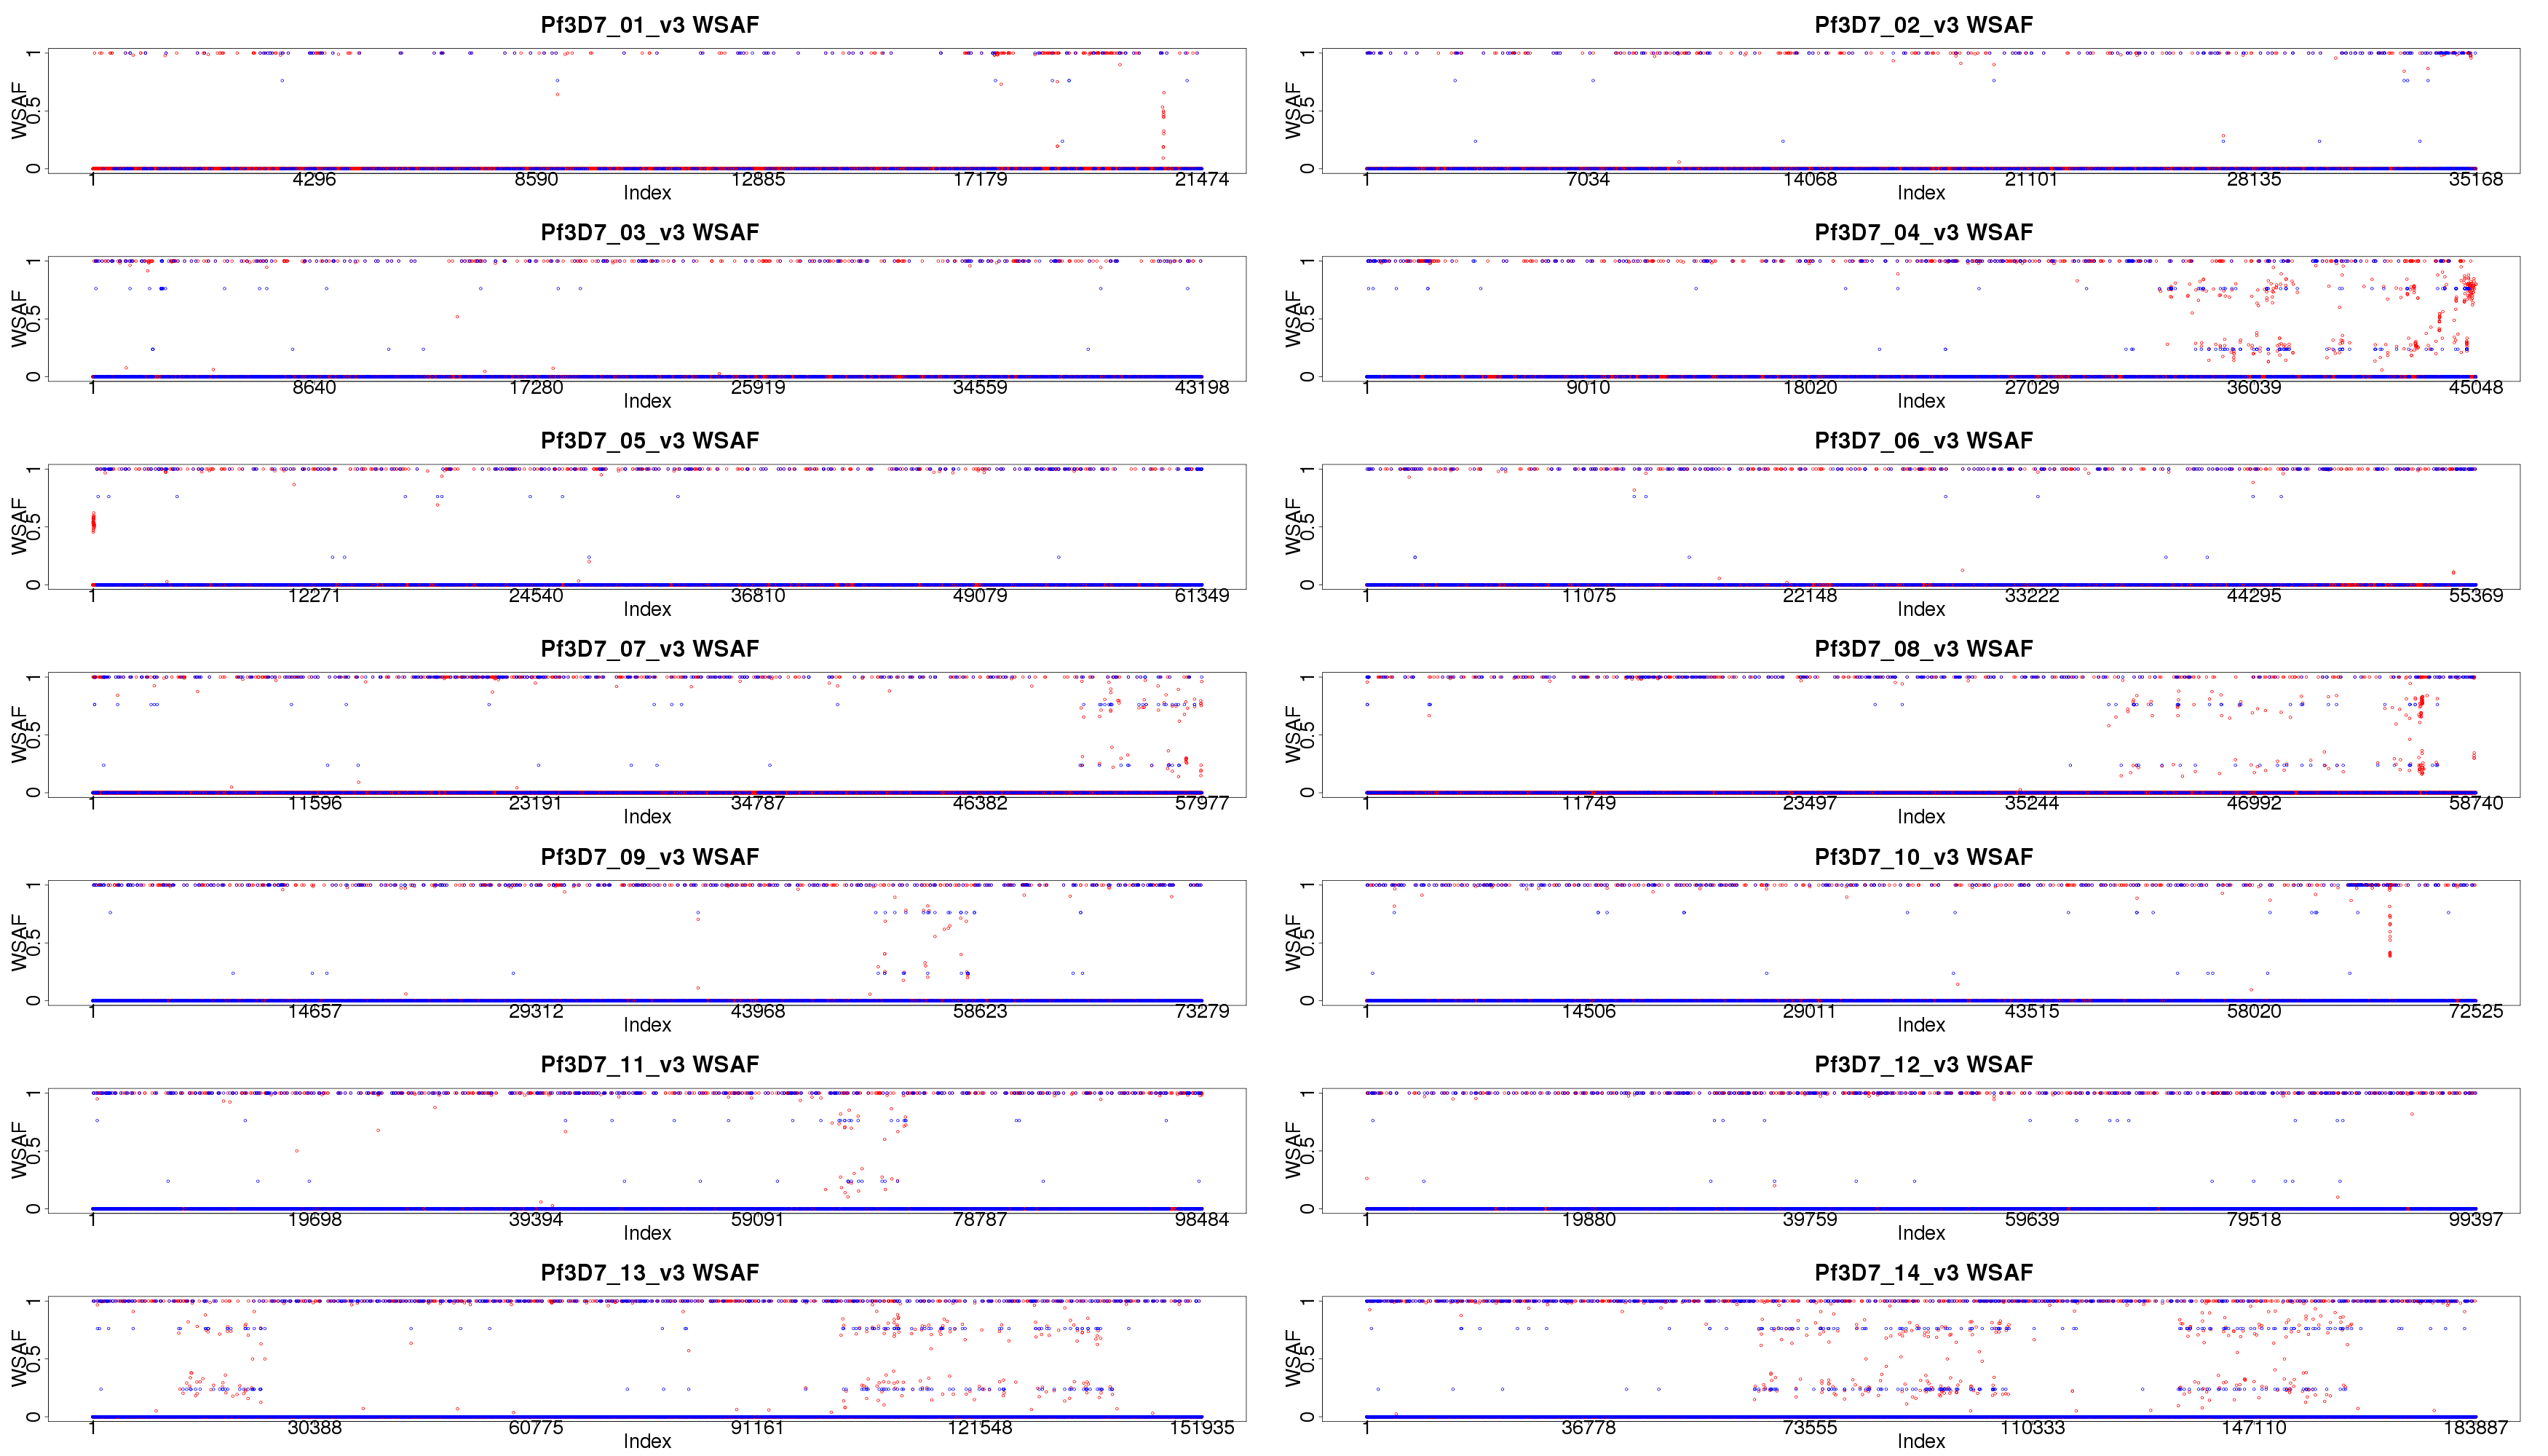 Pf3D7_01_v3 WSAF
WSAF
0 0.5 1
1 4296 8590 12885 17179 21474
Index
Pf3D7_02_v3 WSAF
WSAF
0 0.5 1
1 7034 14068 21101 28135 35168
Index
Pf3D7_03_v3 WSAF
WSAF
0 0.5 1
1 8640 17280 25919 34559 43198
Index
Pf3D7_04_v3 WSAF
WSAF
0 0.5 1
1 9010 18020 27029 36039 45048
Index
Pf3D7_05_v3 WSAF
WSAF
0 0.5 1
1 12271 24540 36810 49079 61349
Index
Pf3D7_06_v3 WSAF
WSAF
0 0.5 1
1 11075 22148 33222 44295 55369
Index
Pf3D7_07_v3 WSAF
WSAF
0 0.5 1
1 11596 23191 34787 46382 57977
Index
Pf3D7_08_v3 WSAF
WSAF
0 0.5 1
1 11749 23497 35244 46992 58740
Index
Pf3D7_09_v3 WSAF
WSAF
0 0.5 1
1 14657 29312 43968 58623 73279
Index
Pf3D7_10_v3 WSAF
WSAF
0 0.5 1
1 14506 29011 43515 58020 72525
Index
Pf3D7_11_v3 WSAF
WSAF
0 0.5 1
1 19698 39394 59091 78787 98484
Index
Pf3D7_12_v3 WSAF
WSAF
0 0.5 1
1 19880 39759 59639 79518 99397
Index
Pf3D7_13_v3 WSAF
WSAF
0 0.5 1
1 30388 60775 91161 121548 151935
Index
Pf3D7_14_v3 WSAF
WSAF
0 0.5 1
1 36778 73555 110333 147110 183887
Index